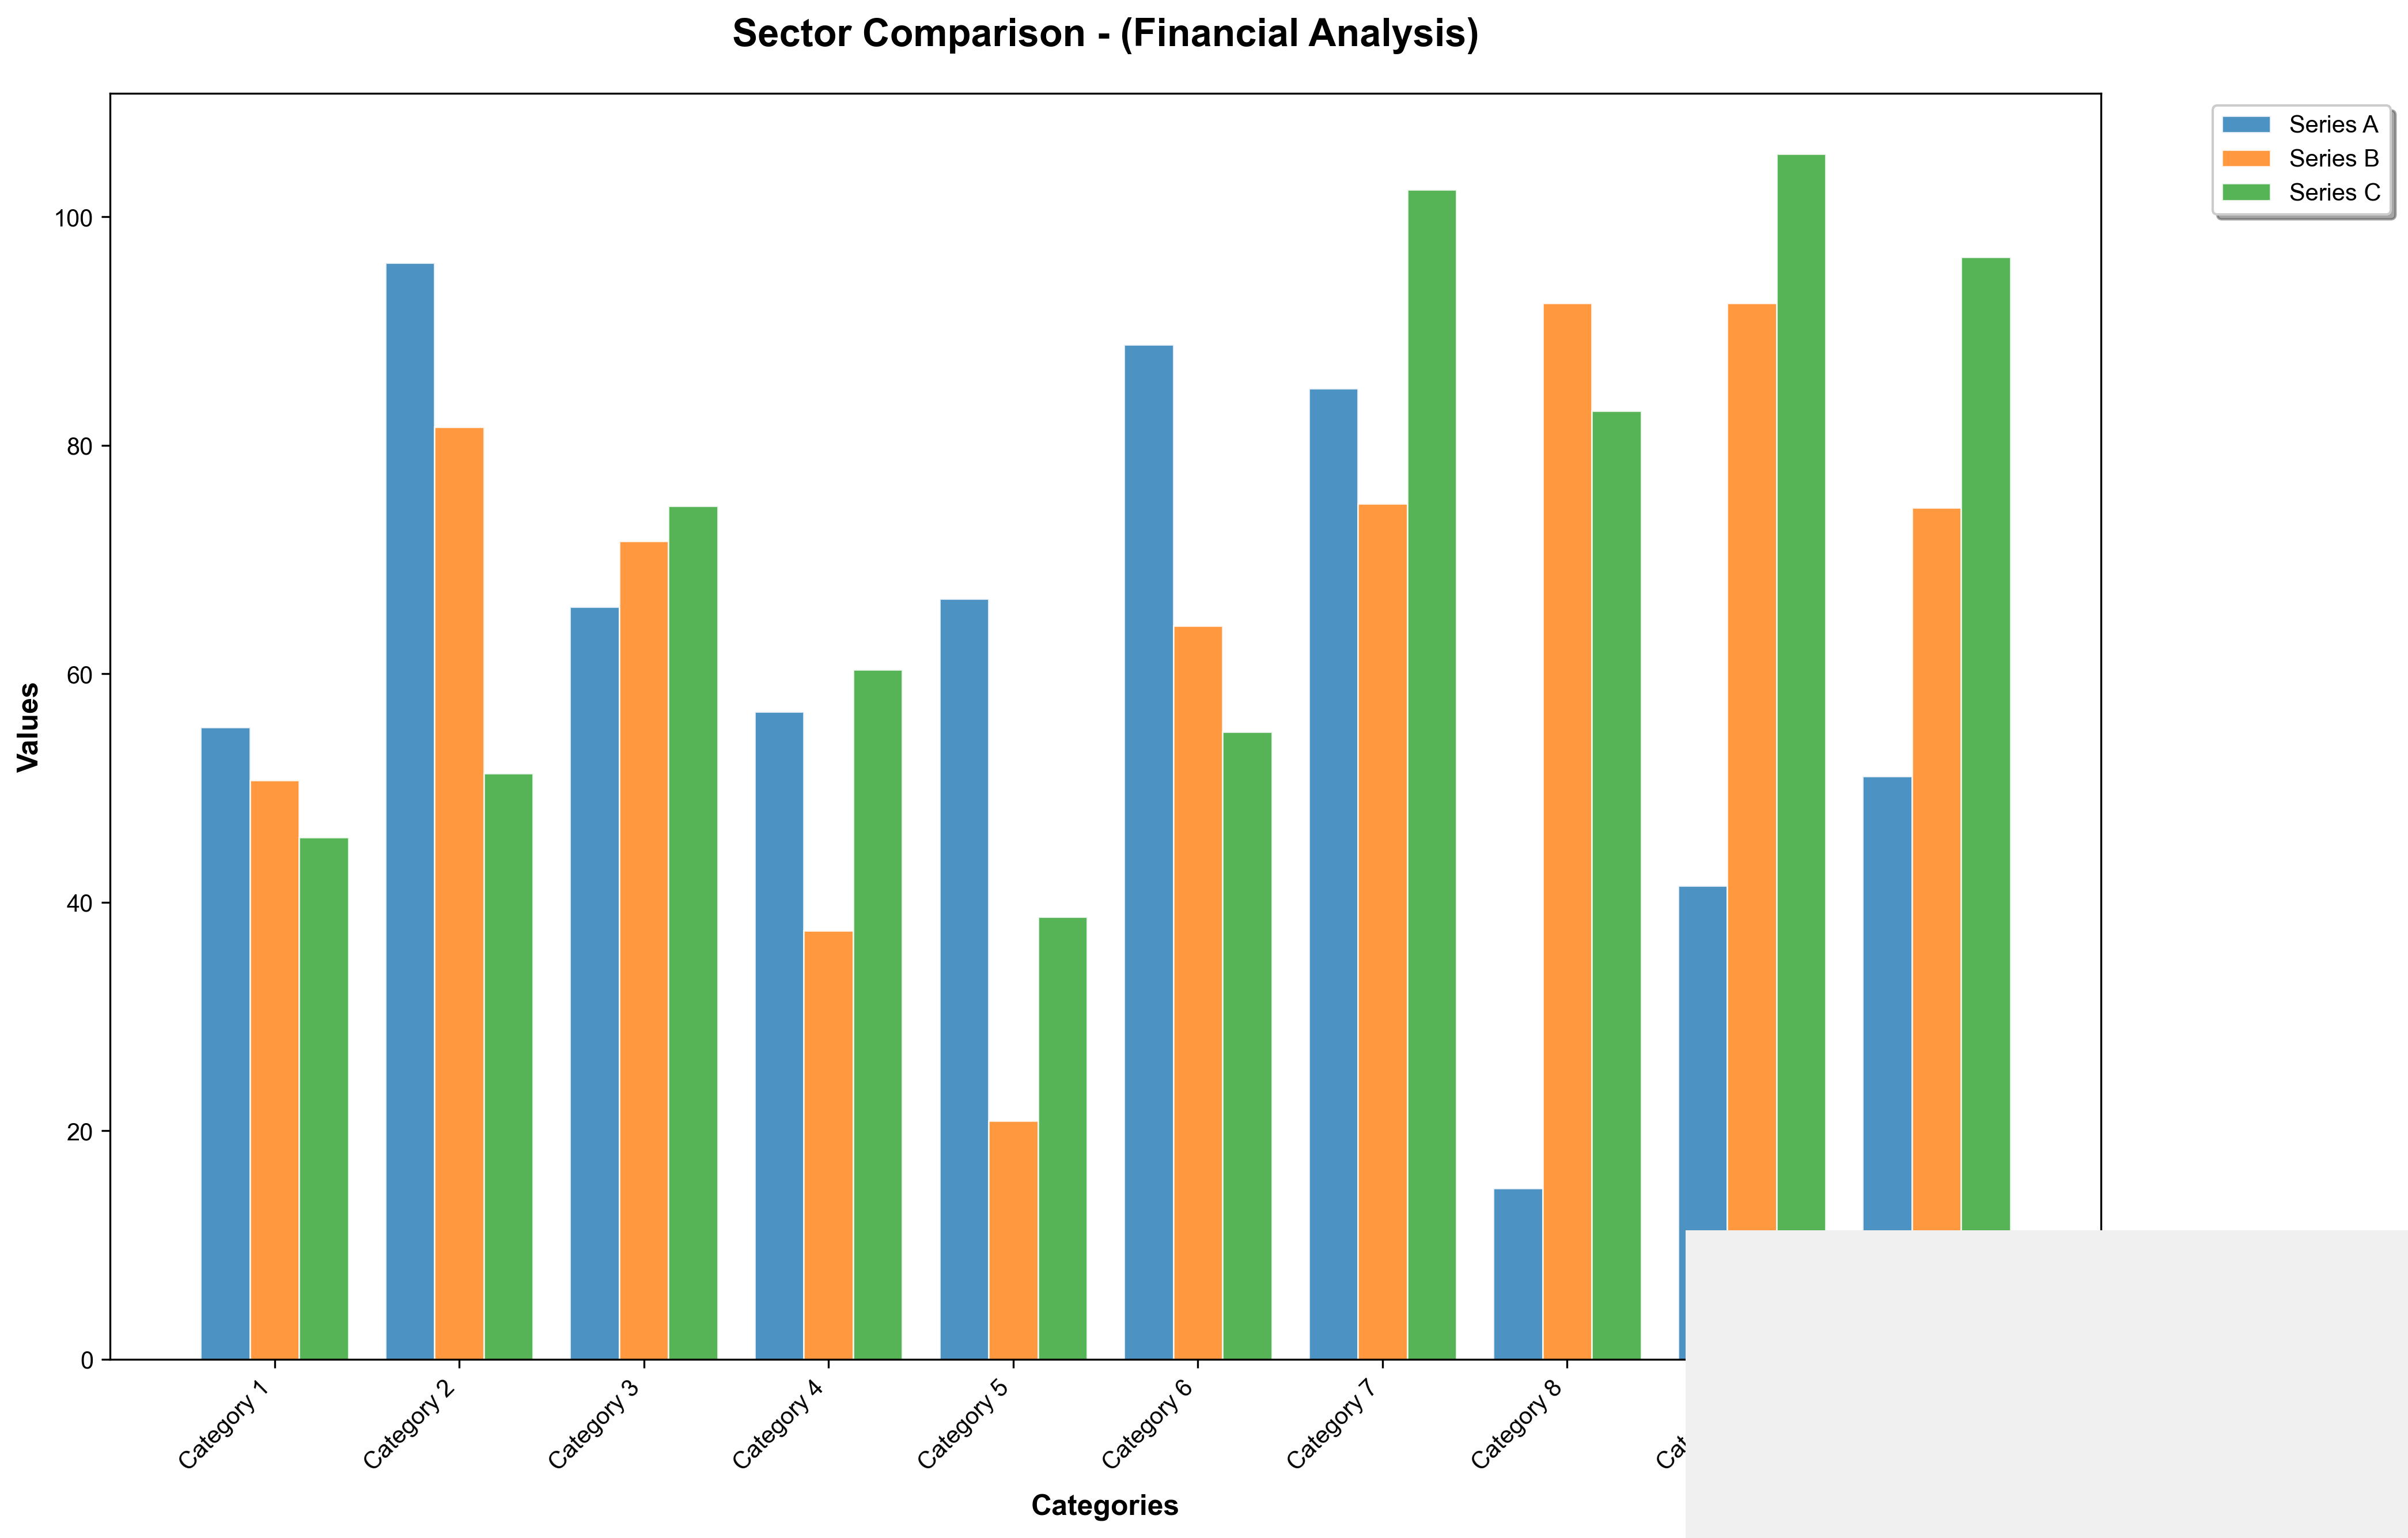 Sector Comparison - (Financial Analysis)
Series A
Series B
Series C
Values
100
80
60
40
20
0
Category 1
Category 2
Category 3
Category 4
Category 5
Category 6
Category 7
Category 8
Categories